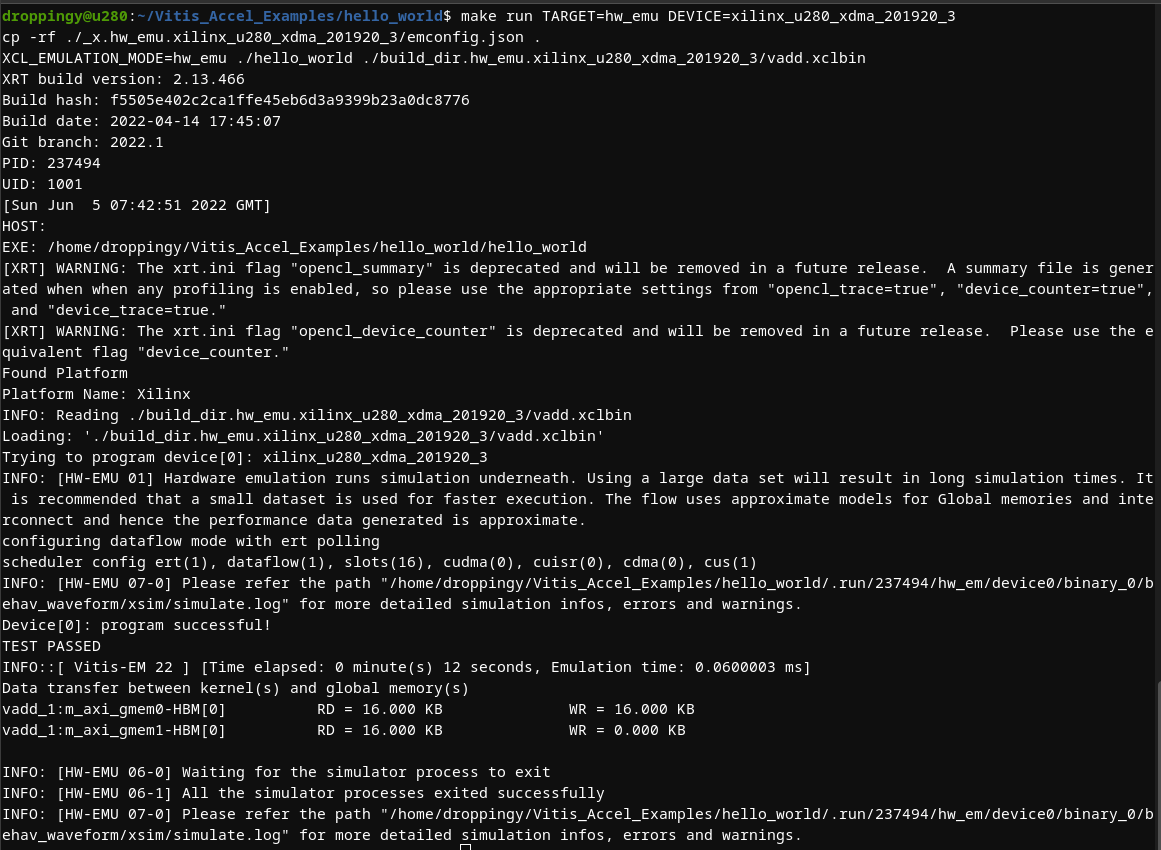 droppingy@u280:~/Vitis_Accel_Examples/hello_world$ make run TARGET=hw_emu DEVICE=xilinx_u280_xdma_201920_3
cp -rf ./_x.hw_emu.xilinx_u280_xdma_201920_3/emconfig.json .
XCL_EMULATION_MODE=hw_emu ./hello_world ./build_dir.hw_emu.xilinx_u280_xdma_201920_3/vadd.xclbin
XRT build version: 2.13.466
Build hash: f5505e402c2ca1ffe45eb6d3a9399b23a0dc8776
Build date: 2022-04-14 17:45:07
Git branch: 2022.1
PID: 237494
UID: 1001
[Sun Jun  5 07:42:51 2022 GMT]
HOST:
EXE: /home/droppingy/Vitis_Accel_Examples/hello_world/hello_world
[XRT] WARNING: The xrt.ini flag "opencl_summary" is deprecated and will be removed in a future release.  A summary file is gener
ated when when any profiling is enabled, so please use the appropriate settings from "opencl_trace=true", "device_counter=true",
 and "device_trace=true."
[XRT] WARNING: The xrt.ini flag "opencl_device_counter" is deprecated and will be removed in a future release.  Please use the e
quivalent flag "device_counter."
Found Platform
Platform Name: Xilinx
INFO: Reading ./build_dir.hw_emu.xilinx_u280_xdma_201920_3/vadd.xclbin
Loading: './build_dir.hw_emu.xilinx_u280_xdma_201920_3/vadd.xclbin'
Trying to program device[0]: xilinx_u280_xdma_201920_3
INFO: [HW-EMU 01] Hardware emulation runs simulation underneath. Using a large data set will result in long simulation times. It
 is recommended that a small dataset is used for faster execution. The flow uses approximate models for Global memories and inte
rconnect and hence the performance data generated is approximate.
configuring dataflow mode with ert polling
scheduler config ert(1), dataflow(1), slots(16), cudma(0), cuisr(0), cdma(0), cus(1)
INFO: [HW-EMU 07-0] Please refer the path "/home/droppingy/Vitis_Accel_Examples/hello_world/.run/237494/hw_em/device0/binary_0/b
ehav_waveform/xsim/simulate.log" for more detailed simulation infos, errors and warnings.
Device[0]: program successful!
TEST PASSED
INFO::[ Vitis-EM 22 ] [Time elapsed: 0 minute(s) 12 seconds, Emulation time: 0.0600003 ms]
Data transfer between kernel(s) and global memory(s)
vadd_1:m_axi_gmem0-HBM[0]          RD = 16.000 KB              WR = 16.000 KB
vadd_1:m_axi_gmem1-HBM[0]          RD = 16.000 KB              WR = 0.000 KB
INFO: [HW-EMU 06-0] Waiting for the simulator process to exit
INFO: [HW-EMU 06-1] All the simulator processes exited successfully
INFO: [HW-EMU 07-0] Please refer the path "/home/droppingy/Vitis_Accel_Examples/hello_world/.run/237494/hw_em/device0/binary_0/b
ehav_waveform/xsim/simulate.log" for more detailed simulation infos, errors and warnings.